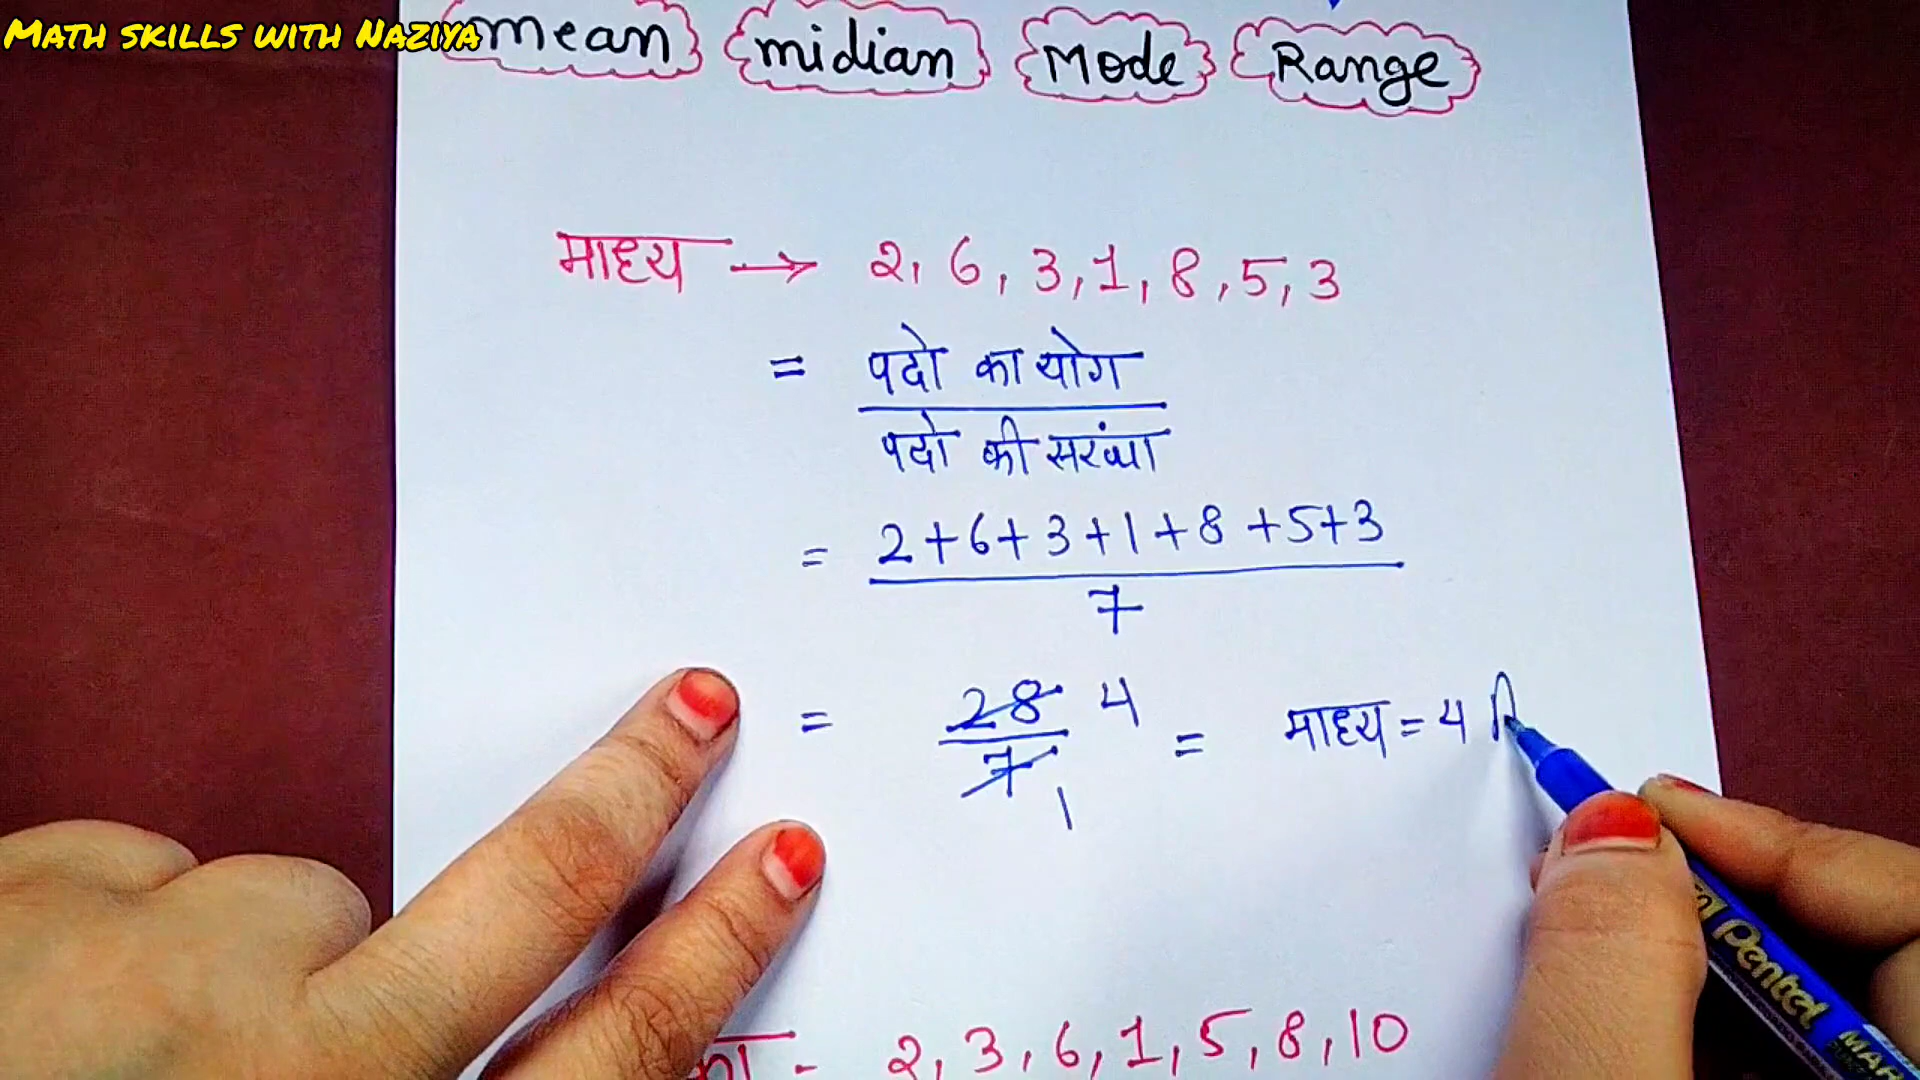 MATH SKILLS WITH NAZIYA
mean midian Mode Range
माध्य → 2, 6, 3, 1, 8, 5, 3
= पदो का योग
पदो की संख्या
= 2+6+3+1+8+5+3
7
= 28 4 = माध्य = 4 A
7 1
2, 3, 6, 1, 5, 8, 10
Pentel